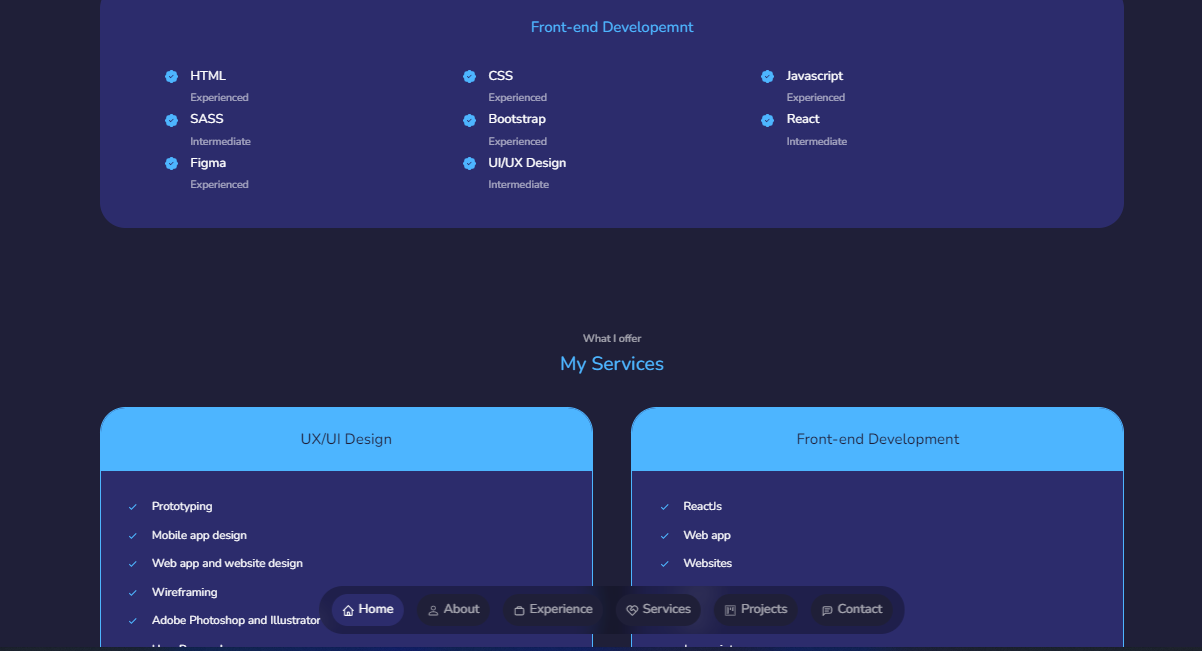 Front-end Developemnt
HTML
Experienced
CSS
Experienced
Javascript
Experienced
SASS
Intermediate
Bootstrap
Experienced
React
Intermediate
Figma
Experienced
UI/UX Design
Intermediate
What I offer
My Services
UX/UI Design
Prototyping
Mobile app design
Web app and website design
Wireframing
Adobe Photoshop and Illustrator
Front-end Development
ReactJs
Web app
Websites
Home
About
Experience
Services
Projects
Contact